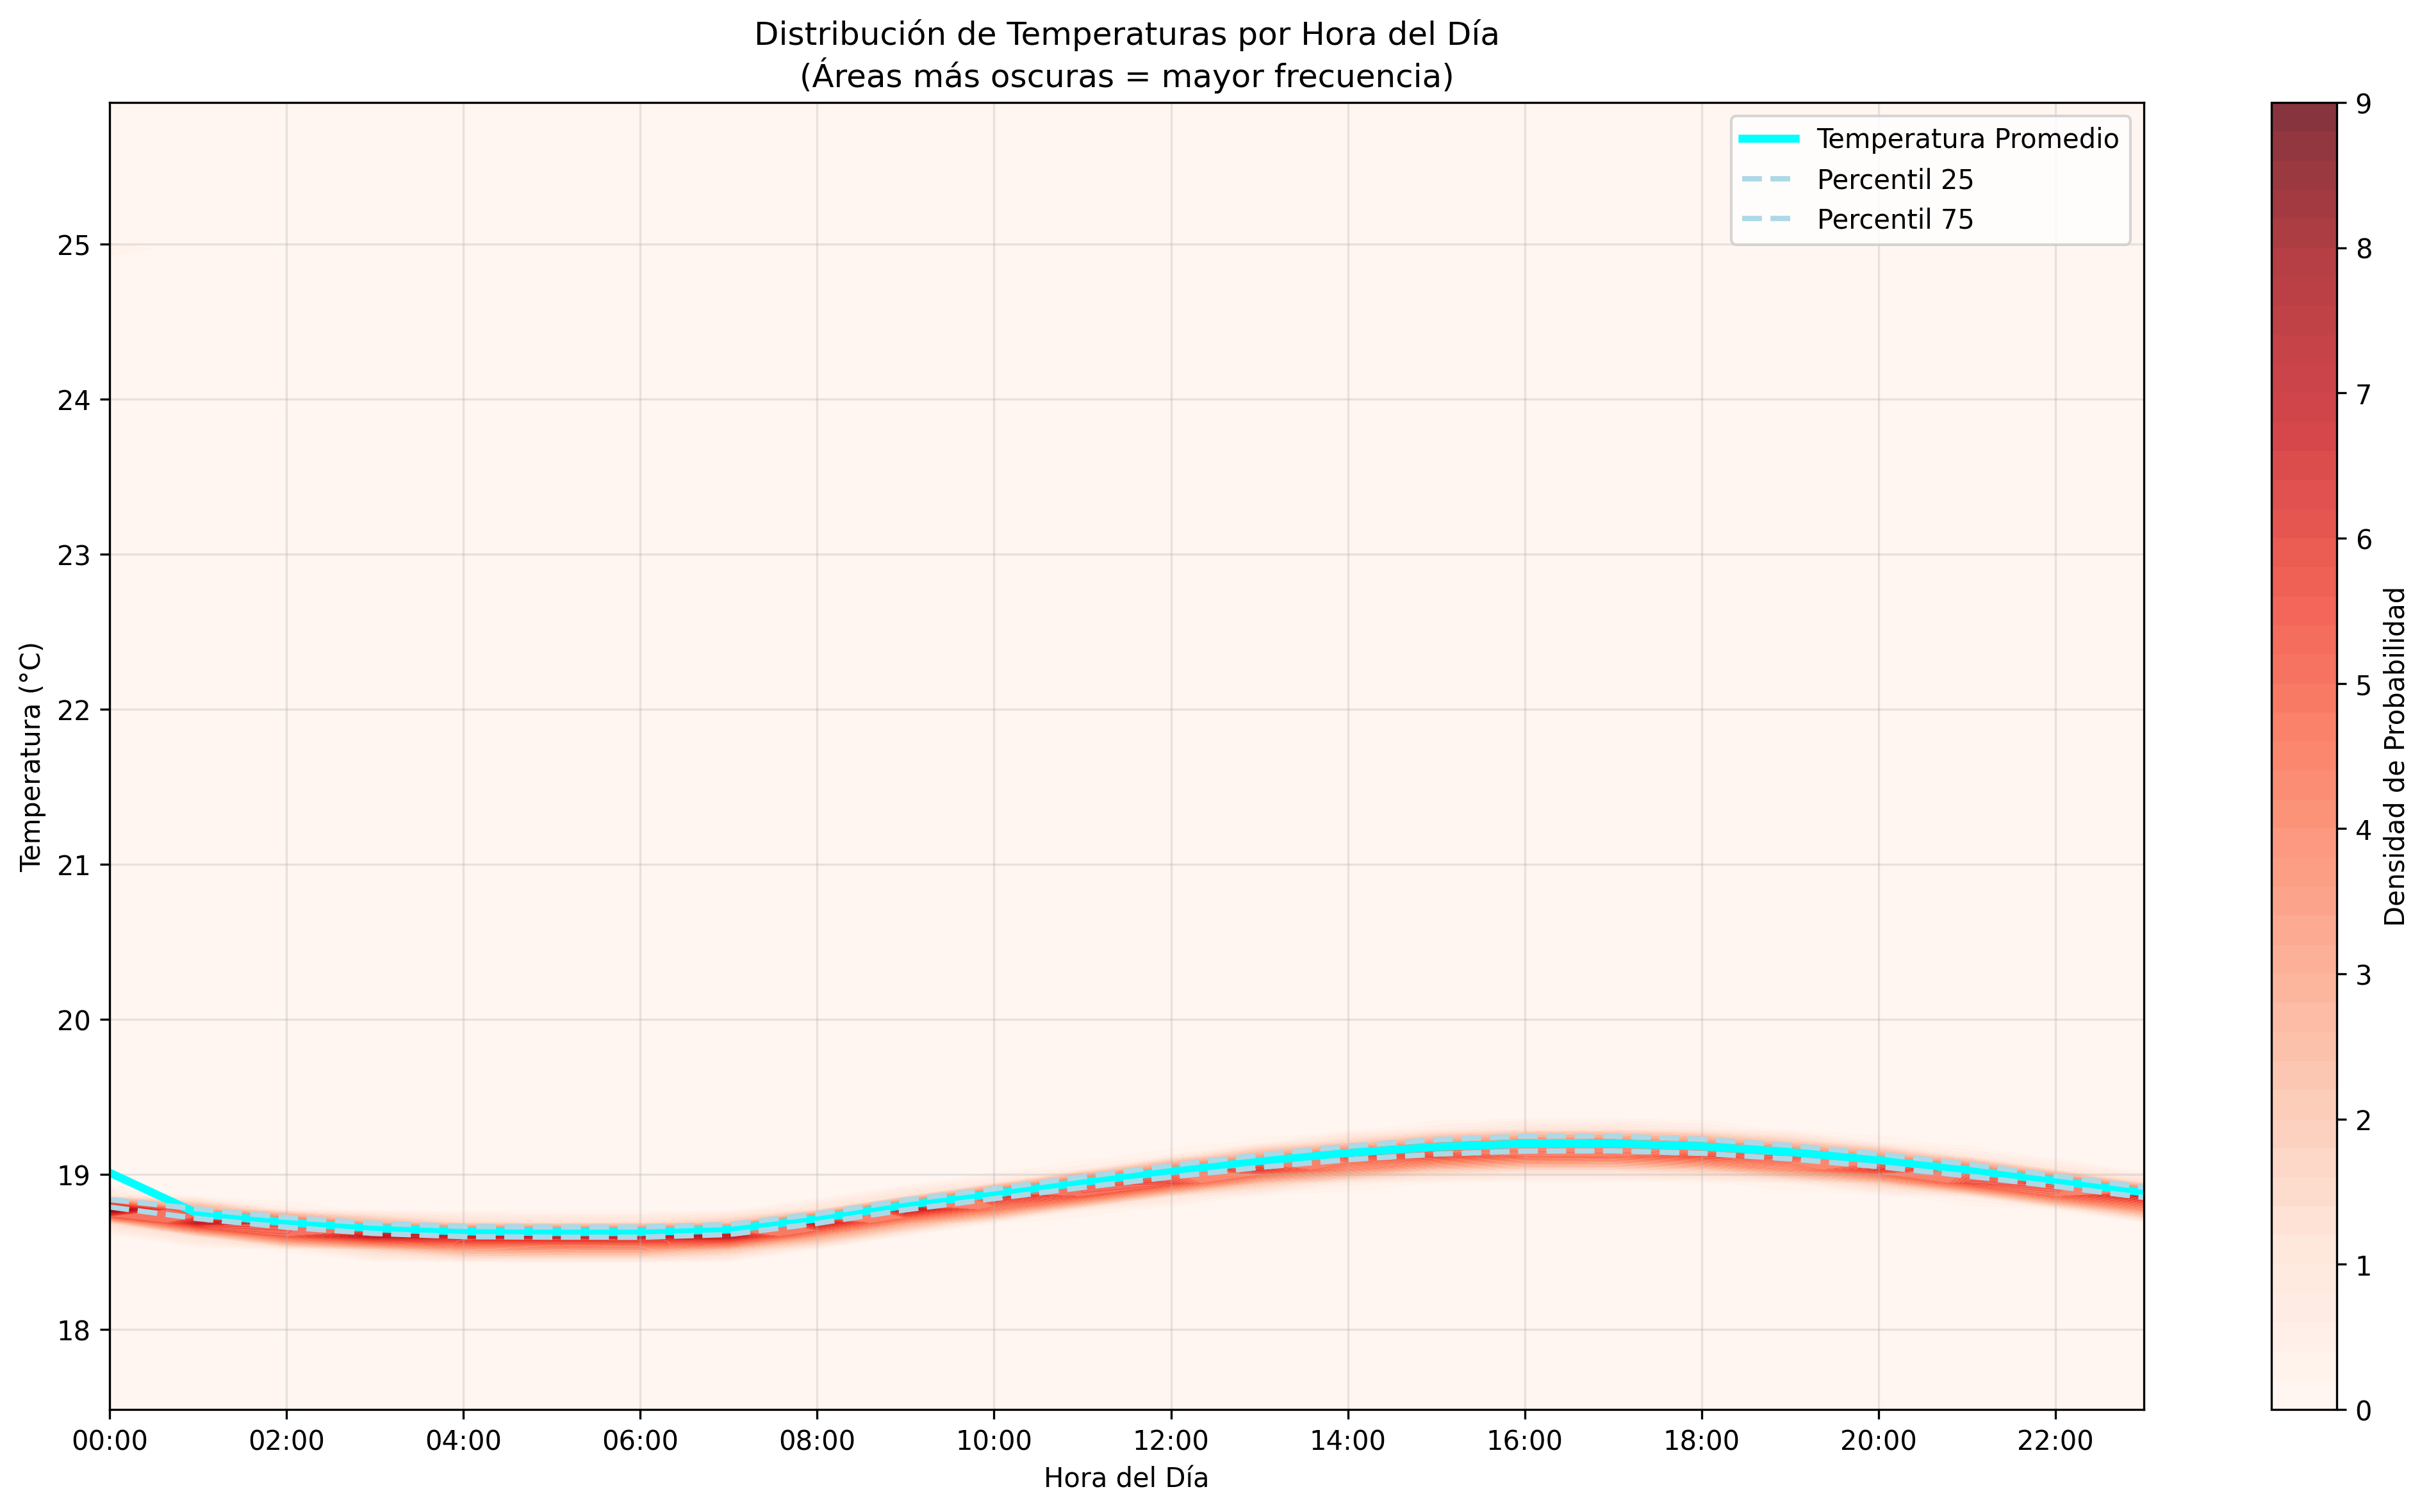 Distribución de Temperaturas por Hora del Día
(Áreas más oscuras = mayor frecuencia)
Temperatura Promedio
Percentil 25
Percentil 75
Temperatura (°C)
25
24
23
22
21
20
19
18
00:00 02:00 04:00 06:00 08:00 10:00 12:00 14:00 16:00 18:00 20:00 22:00
Hora del Día
9
8
7
6
5
4
3
2
1
0
Densidad de Probabilidad